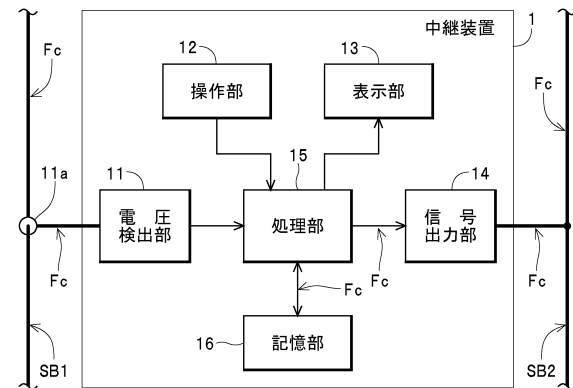 中継装置
1
Fc
12
13
Fc
操作部
表示部
11a
11
15
14
電圧
検出部
処理部
信号
出力部
Fc
Fc
Fc
Fc
16
記憶部
SB1
SB2